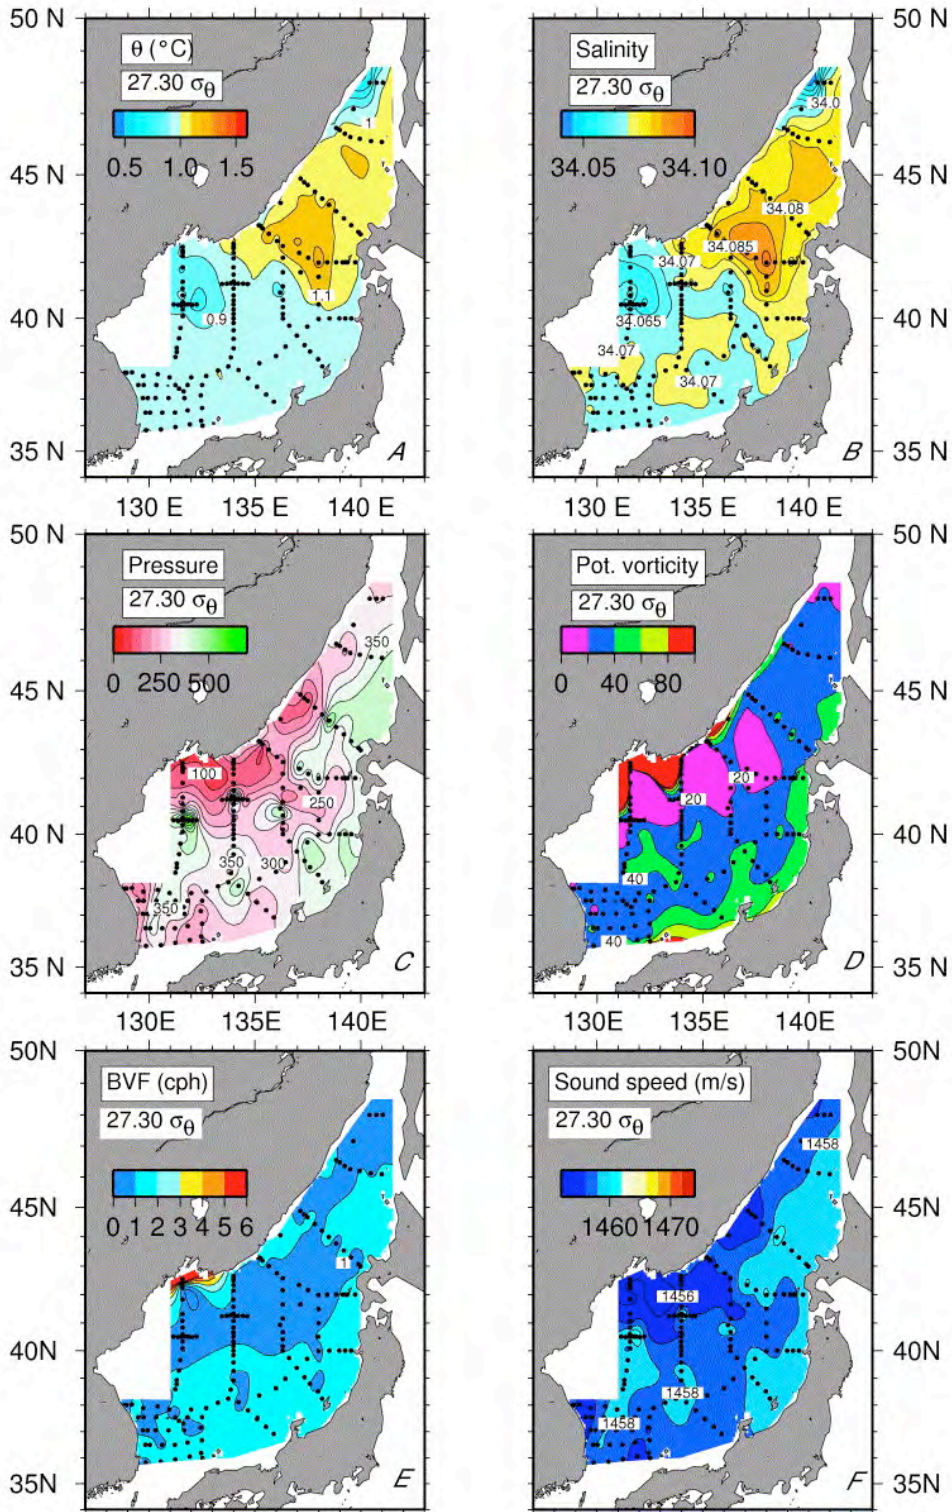 50 N
50 N
θ (°C)
27.30 σθ
0.5 1.0 1.5
1
1.1
0.9
45 N
40 N
35 N
A
130 E 135 E 140 E
Salinity
27.30 σθ
34.05 34.10
34.0
34.08
34.085
34.07
34.065
34.07
34.07
45 N
40 N
35 N
B
130 E 135 E 140 E
50 N
50 N
Pressure
27.30 σθ
0 250 500
350
100
250
350
300
350
45 N
40 N
35 N
C
130E 135E 140E
Pot. vorticity
27.30 σθ
0 40 80
20
20
40
40
45 N
40 N
35 N
D
130E 135E 140E
50N
50N
BVF (cph)
27.30 σθ
0 1 2 3 4 5 6
1
45N
40N
35N
E
Sound speed (m/s)
27.30 σθ
1460 1470
1458
1456
1458
1458
45N
40N
35N
F